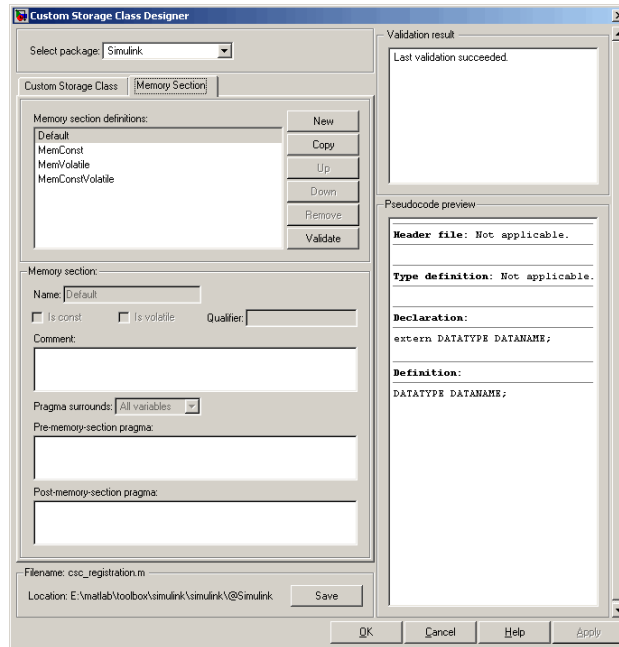 Custom Storage Class Designer
Select package: Simulink
Custom Storage Class
Memory Section
Memory section definitions:
Default
MemConst
MemVolatile
MemConstVolatile
New
Copy
Up
Down
Remove
Validate
Memory section:
Name: Default
Is const
Is volatile
Qualifier:
Comment:
Pragma surrounds: All variables
Pre-memory-section pragma:
Post-memory-section pragma:
Filename: csc_registration.m
Location: E:\matlab\toolbox\simulink\simulink\@Simulink
Save
Validation result
Last validation succeeded.
Pseudocode preview
Header file: Not applicable.
Type definition: Not applicable.
Declaration:
extern DATATYPE DATANAME;
Definition:
DATATYPE DATANAME;
OK
Cancel
Help
Apply